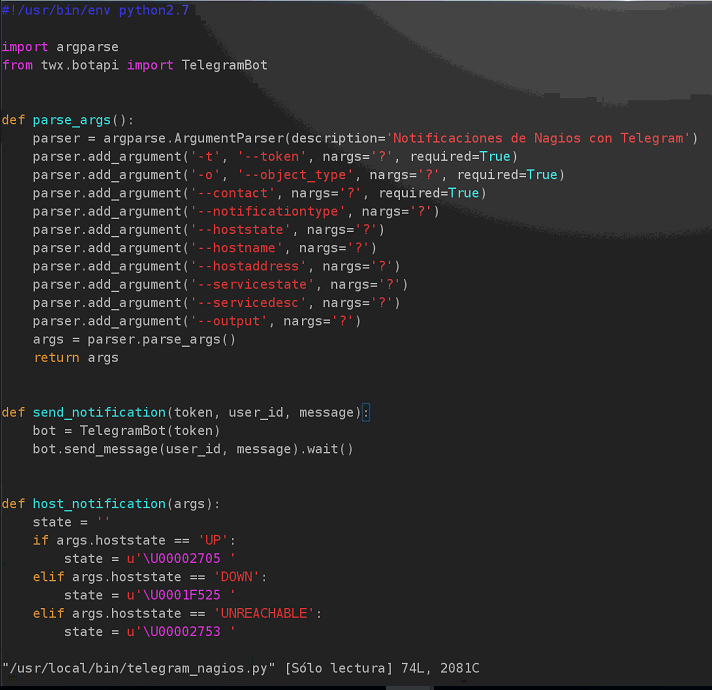 #!/usr/bin/env python2.7
import argparse
from twx.botapi import TelegramBot
def parse_args():
    parser = argparse.ArgumentParser(description='Notificaciones de Nagios con Telegram')
    parser.add_argument('-t', '--token', nargs='?', required=True)
    parser.add_argument('-o', '--object_type', nargs='?', required=True)
    parser.add_argument('--contact', nargs='?', required=True)
    parser.add_argument('--notificationtype', nargs='?')
    parser.add_argument('--hoststate', nargs='?')
    parser.add_argument('--hostname', nargs='?')
    parser.add_argument('--hostaddress', nargs='?')
    parser.add_argument('--servicestate', nargs='?')
    parser.add_argument('--servicedesc', nargs='?')
    parser.add_argument('--output', nargs='?')
    args = parser.parse_args()
    return args
def send_notification(token, user_id, message):
    bot = TelegramBot(token)
    bot.send_message(user_id, message).wait()
def host_notification(args):
    state = ''
    if args.hoststate == 'UP':
        state = u'\U00002705 '
    elif args.hoststate == 'DOWN':
        state = u'\U0001F525 '
    elif args.hoststate == 'UNREACHABLE':
        state = u'\U00002753 '
"/usr/local/bin/telegram_nagios.py" [Sólo lectura] 74L, 2081C